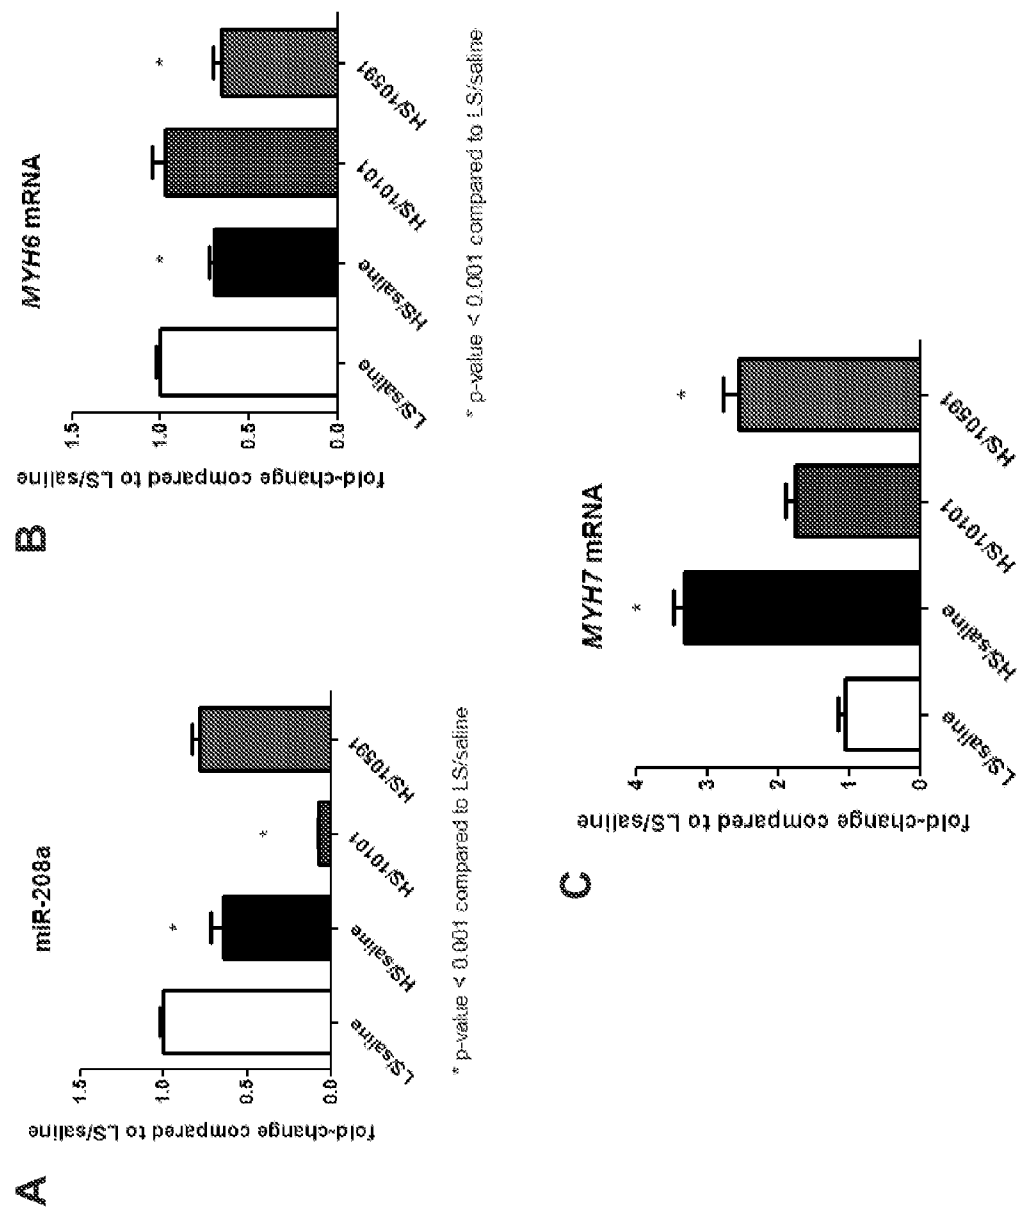 A
miR-208a
fold-change compared to LS/saline
1.5
1.0
0.5
0.0
*
*
LS/saline
HS/saline
HS/10101
HS/10591
* p-value < 0.001 compared to LS/saline
B
MYH6 mRNA
fold-change compared to LS/saline
1.5
1.0
0.5
0.0
*
*
LS/saline
HS/saline
HS/10101
HS/10591
* p-value < 0.001 compared to LS/saline
C
MYH7 mRNA
fold-change compared to LS/saline
4
3
2
1
0
*
*
LS/saline
HS/saline
HS/10101
HS/10591